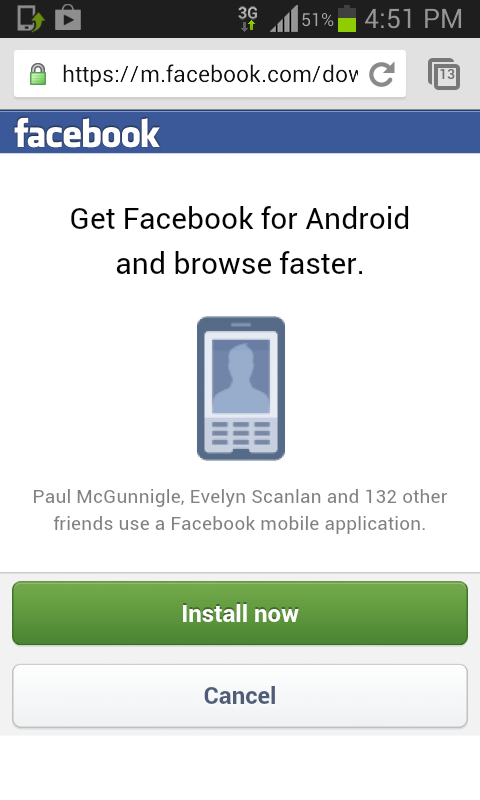 3G 51% 4:51 PM
https://m.facebook.com/dow 13
facebook
Get Facebook for Android
and browse faster.
Paul McGunnigle, Evelyn Scanlan and 132 other
friends use a Facebook mobile application.
Install now
Cancel